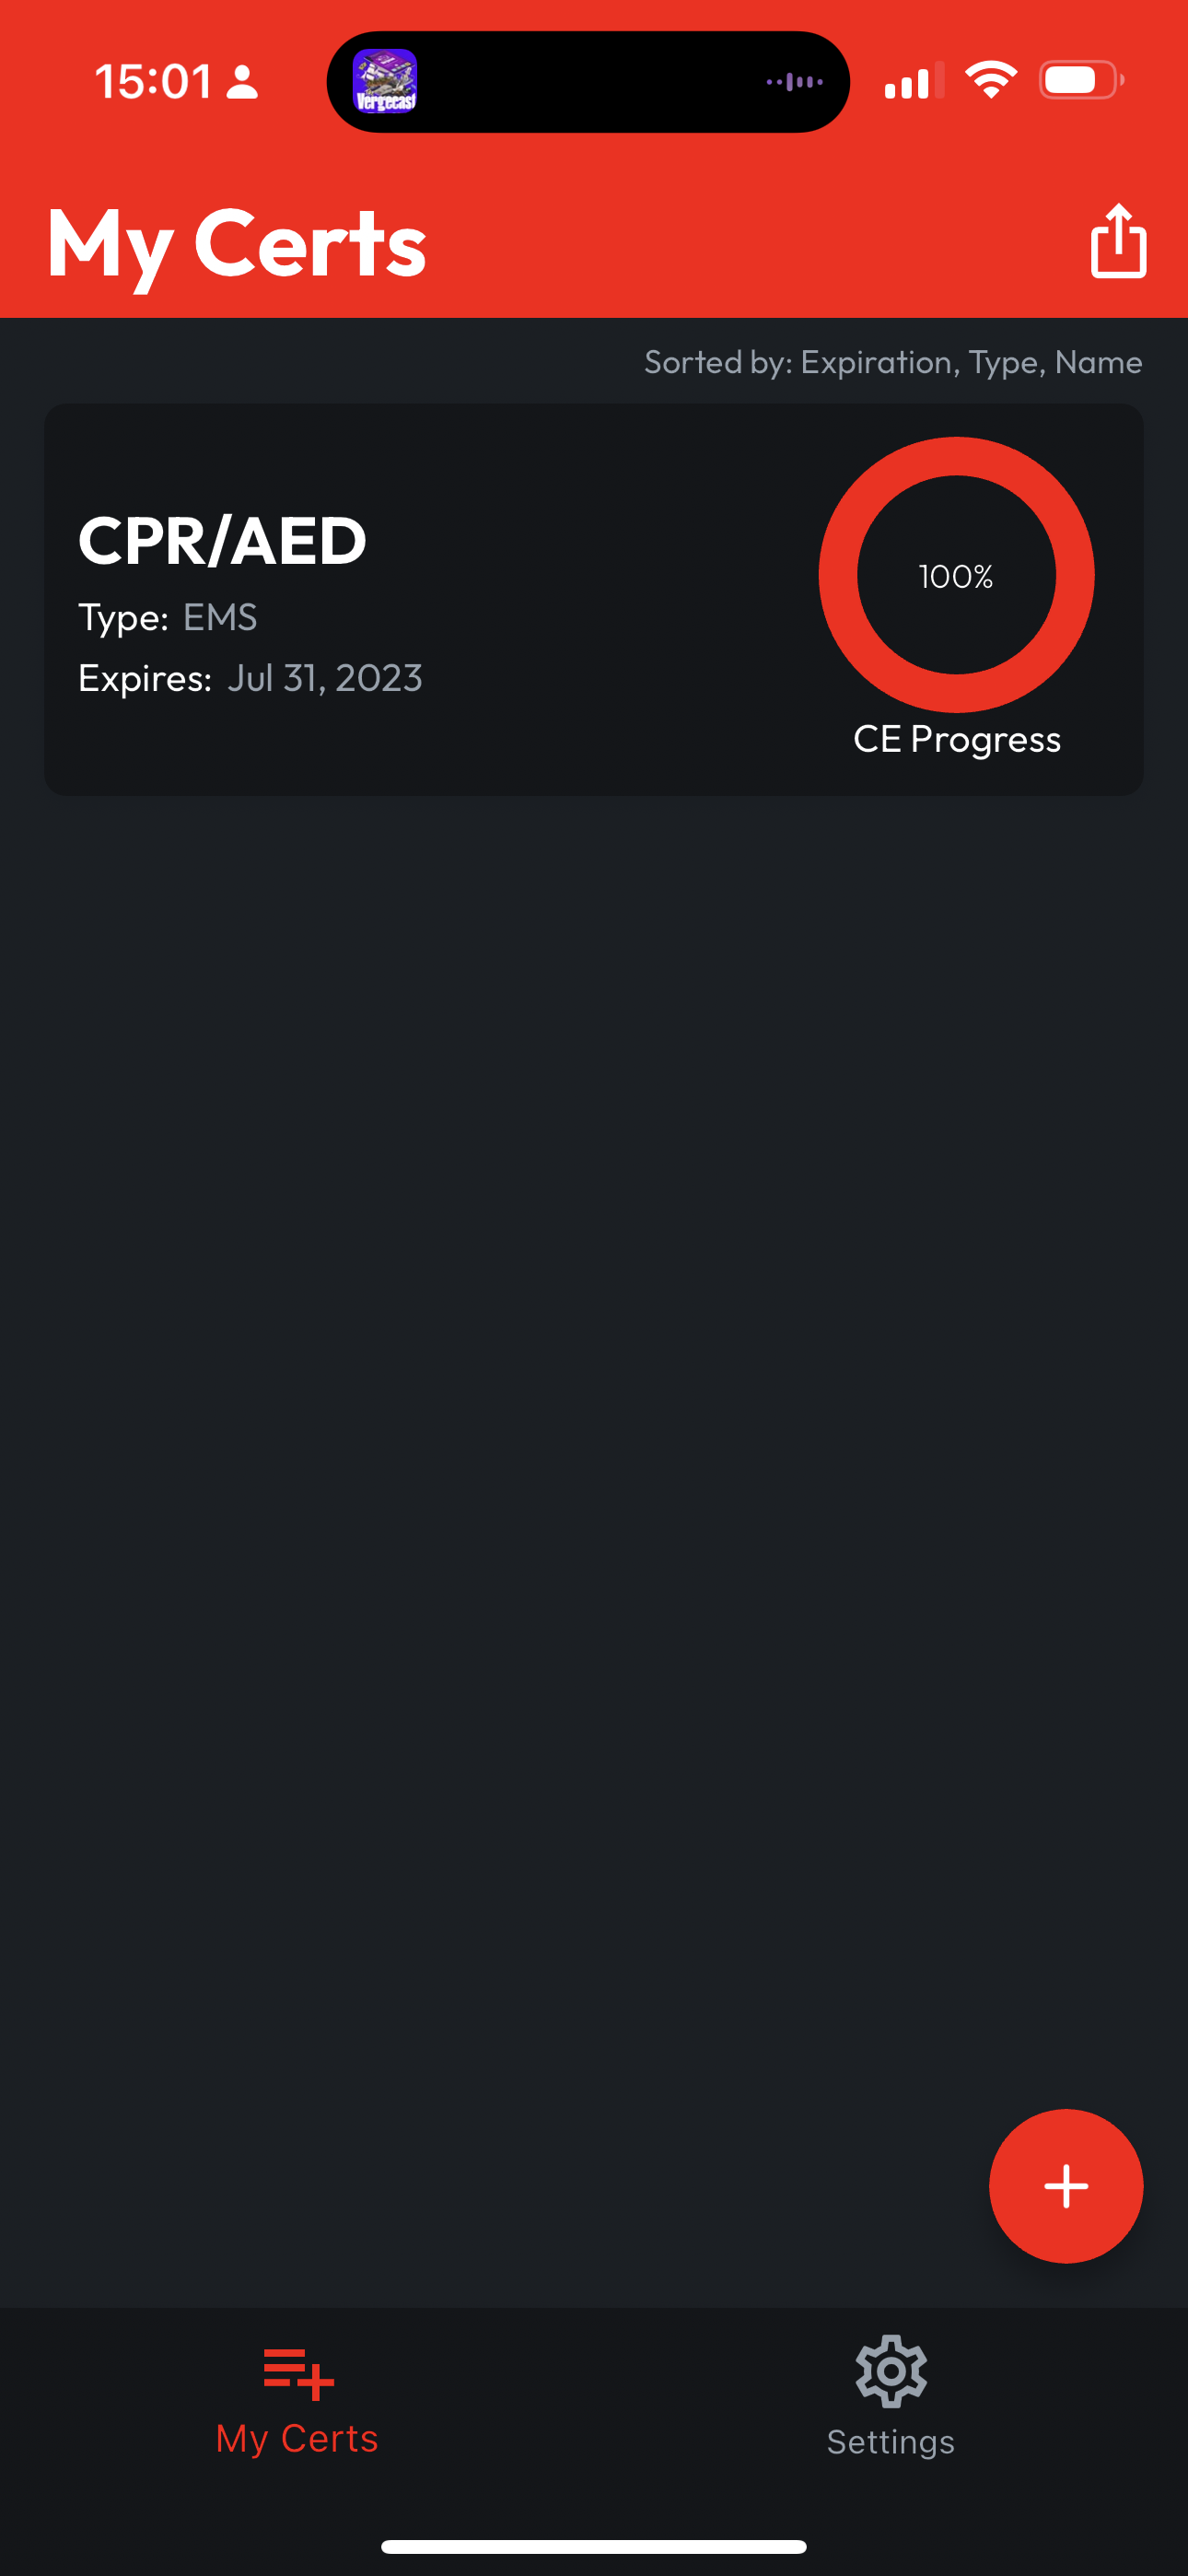 15:01
Vergecast
My Certs
Sorted by: Expiration, Type, Name
CPR/AED
Type: EMS
Expires: Jul 31, 2023
100%
CE Progress
My Certs
Settings